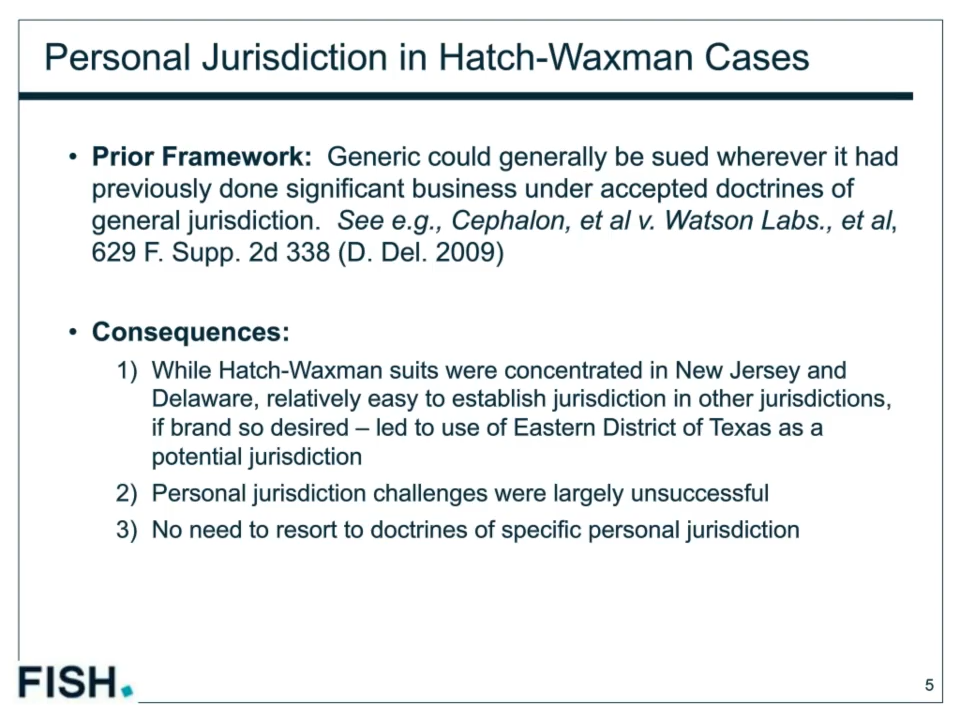 Personal Jurisdiction in Hatch-Waxman Cases
• Prior Framework: Generic could generally be sued wherever it had
previously done significant business under accepted doctrines of
general jurisdiction. See e.g., Cephalon, et al v. Watson Labs., et al,
629 F. Supp. 2d 338 (D. Del. 2009)
• Consequences:
1) While Hatch-Waxman suits were concentrated in New Jersey and
Delaware, relatively easy to establish jurisdiction in other jurisdictions,
if brand so desired – led to use of Eastern District of Texas as a
potential jurisdiction
2) Personal jurisdiction challenges were largely unsuccessful
3) No need to resort to doctrines of specific personal jurisdiction
FISH.
5